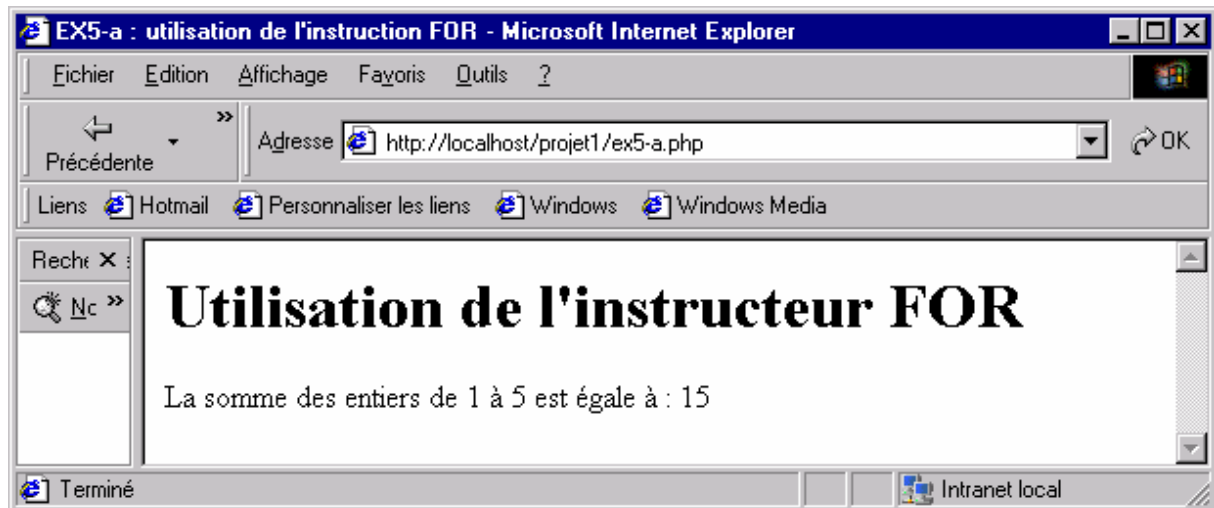 EX5-a : utilisation de l'instruction FOR - Microsoft Internet Explorer
Fichier Edition Affichage Favoris Outils ?
Précédente » Adresse http://localhost/projet1/ex5-a.php OK
Liens Hotmail Personnaliser les liens Windows Windows Media
Reche
No »
Utilisation de l'instructeur FOR
La somme des entiers de 1 à 5 est égale à : 15
Terminé Intranet local